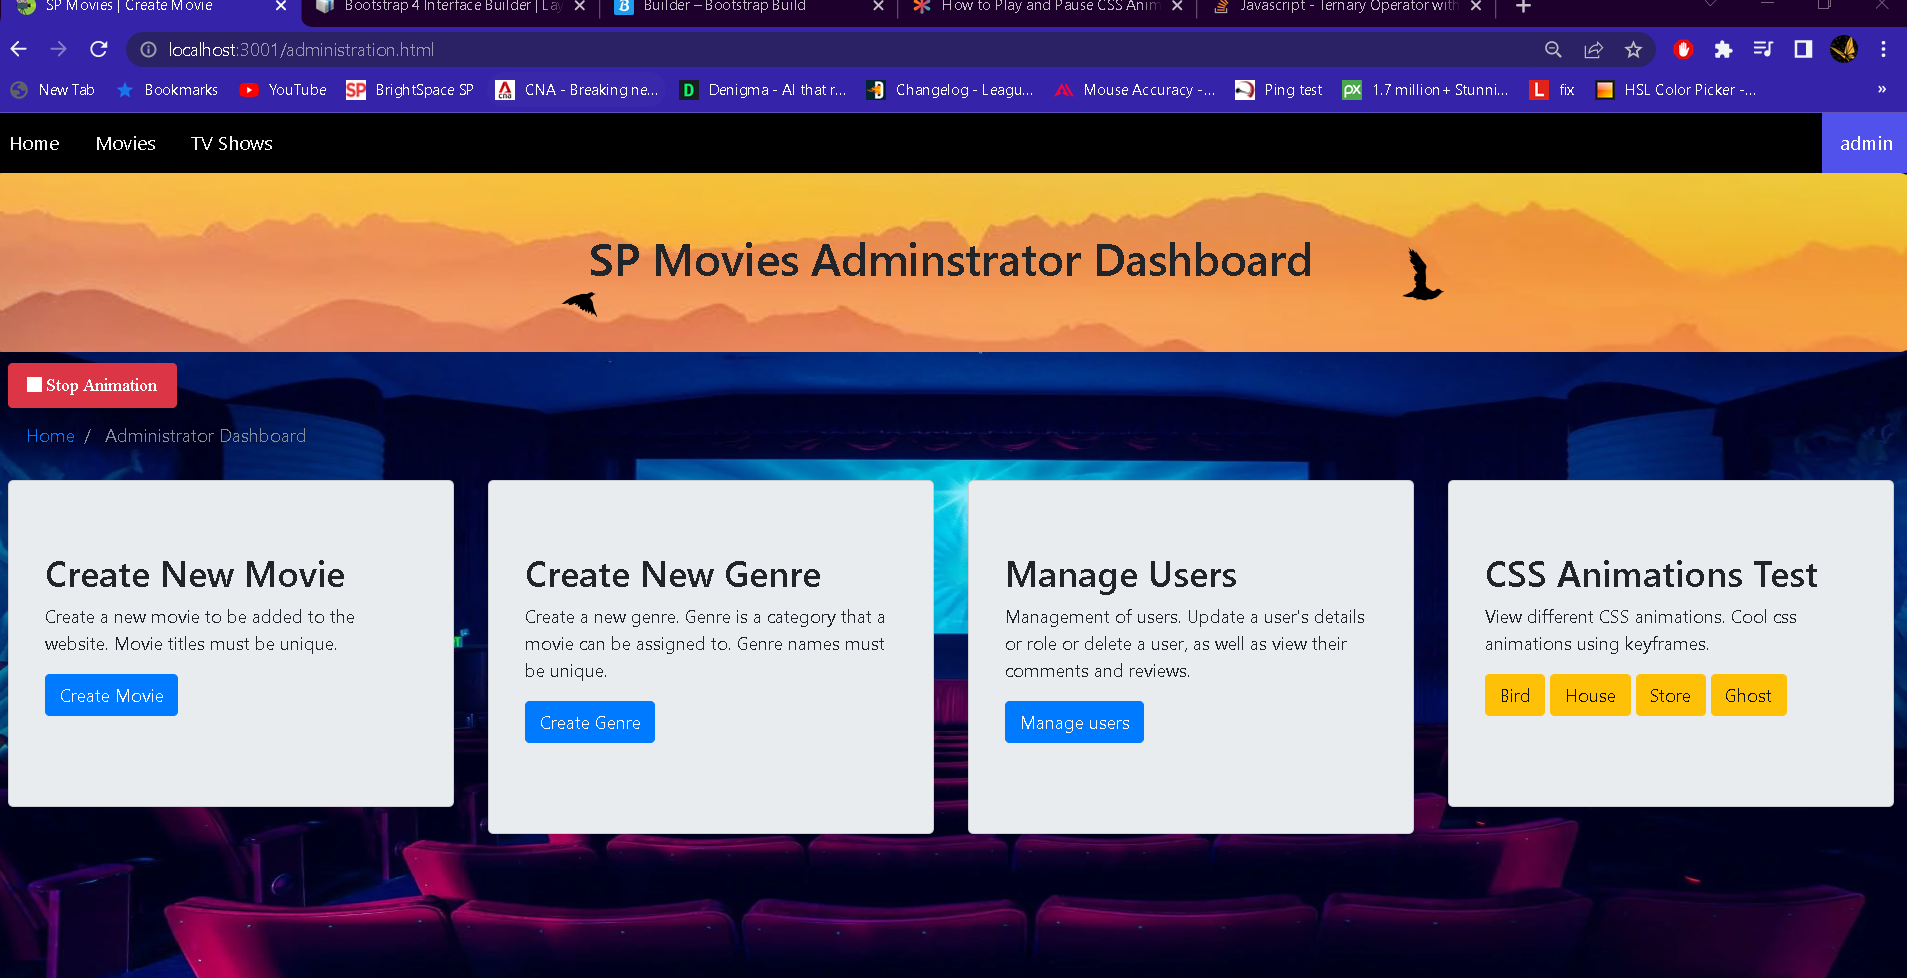 SP Movies | Create Movie
Bootstrap 4 Interface Builder | Lay
Builder – Bootstrap Build
How to Play and Pause CSS Anim
Javascript - Ternary Operator with
localhost:3001/administration.html
New Tab
Bookmarks
YouTube
SP
BrightSpace SP
CNA
CNA - Breaking ne...
D
Denigma - AI that r...
Changelog - Leagu...
Mouse Accuracy -...
Ping test
px
1.7 million+ Stunni...
L
fix
HSL Color Picker -...
»
Home
Movies
TV Shows
admin
SP Movies Adminstrator Dashboard
Stop Animation
Home / Administrator Dashboard
Create New Movie
Create a new movie to be added to the
website. Movie titles must be unique.
Create Movie
Create New Genre
Create a new genre. Genre is a category that a
movie can be assigned to. Genre names must
be unique.
Create Genre
Manage Users
Management of users. Update a user's details
or role or delete a user, as well as view their
comments and reviews.
Manage users
CSS Animations Test
View different CSS animations. Cool css
animations using keyframes.
Bird
House
Store
Ghost